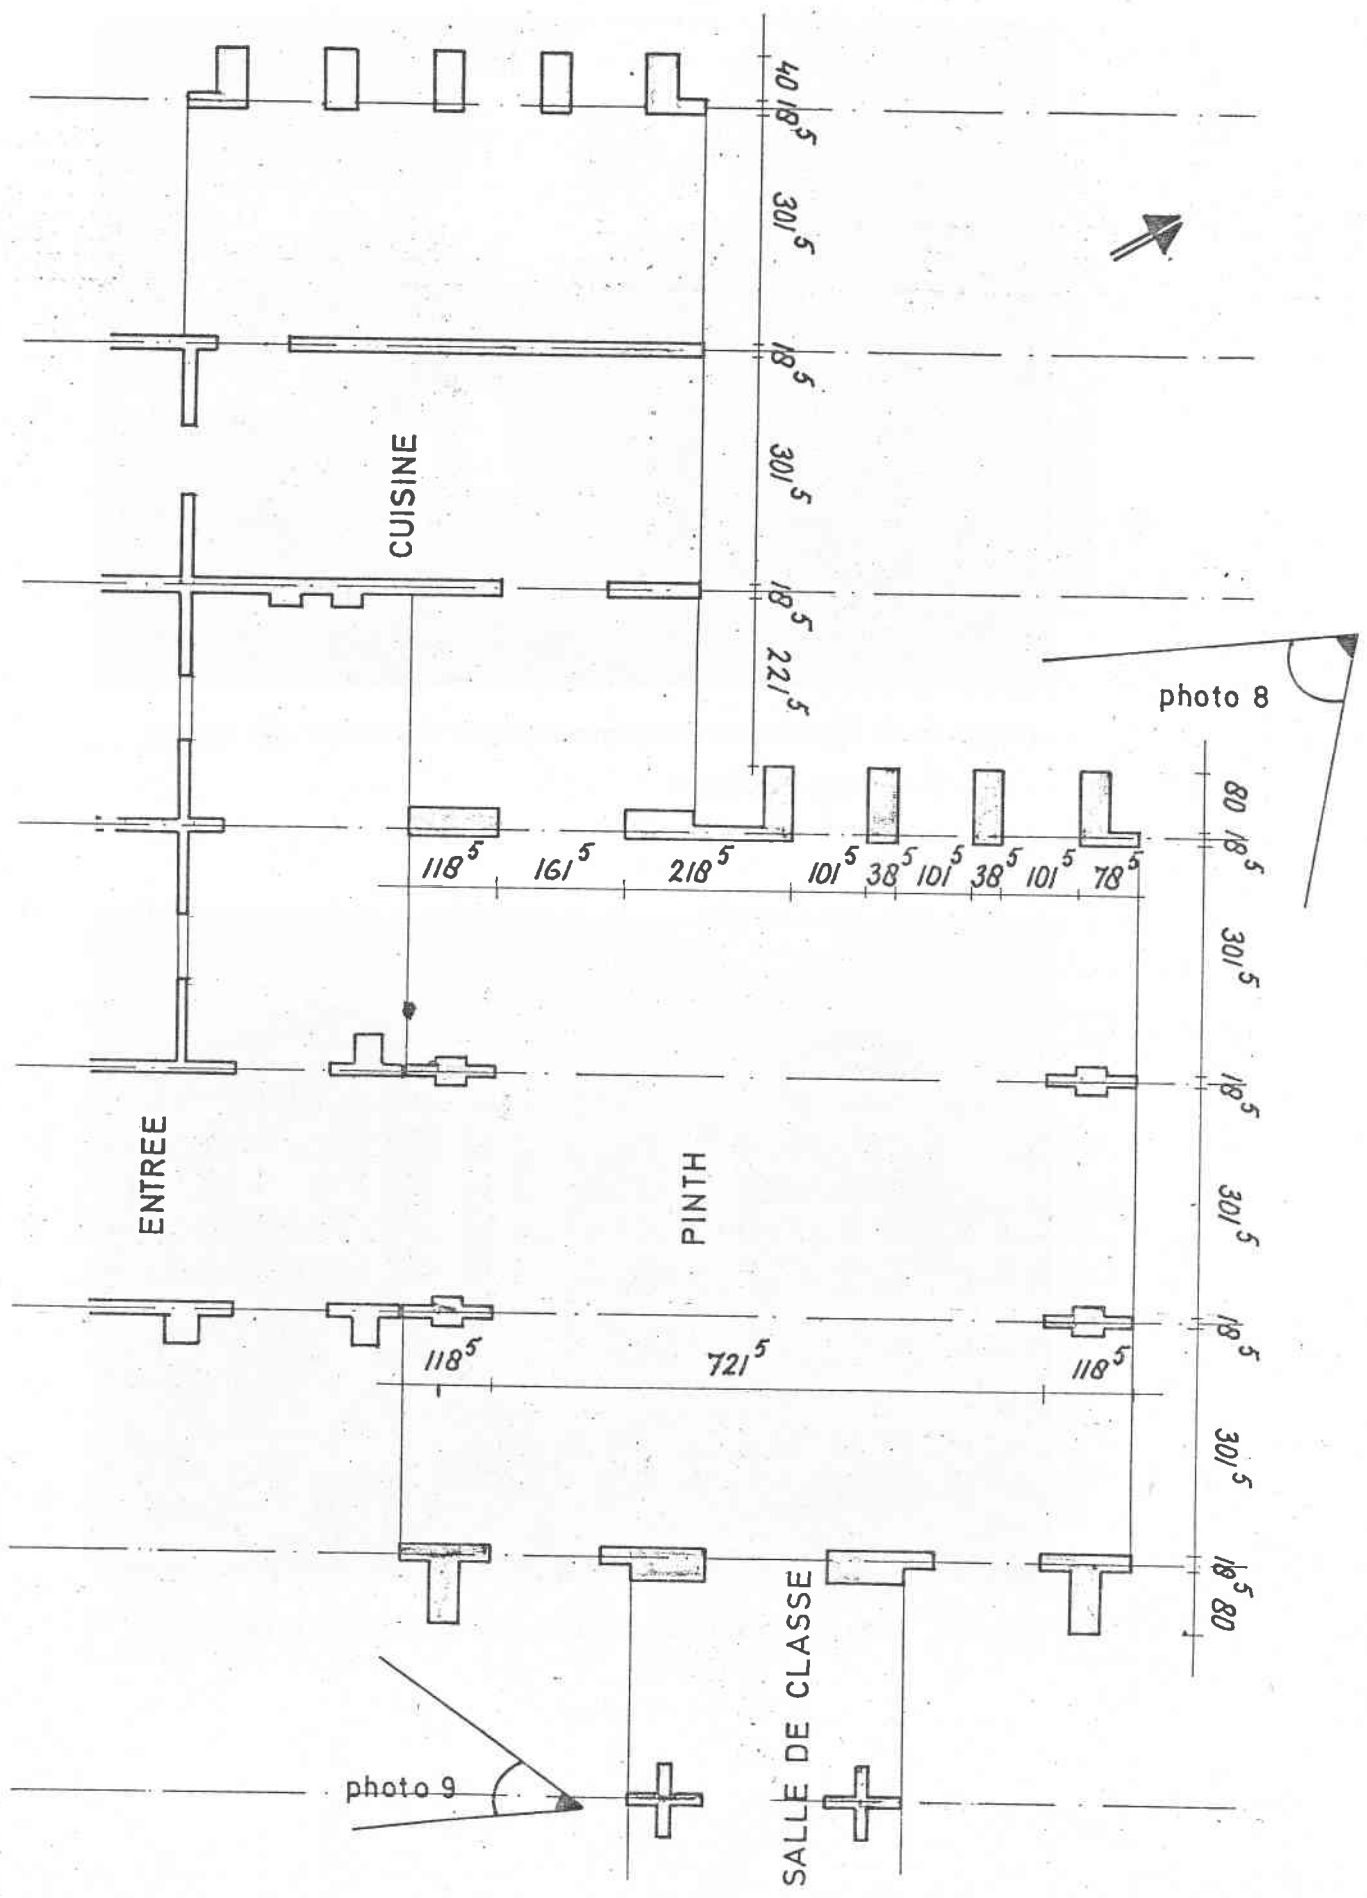 40
18⁵
301⁵
18⁵
301⁵
CUISINE
18⁵
221⁵
photo 8
80
18⁵
118⁵ 161⁵ 218⁵ 101⁵ 38⁵ 101⁵ 38⁵ 101⁵ 78⁵
301⁵
18⁵
ENTREE
PINTH
301⁵
18⁵
118⁵ 721⁵ 118⁵
301⁵
18⁵
80
SALLE DE CLASSE
photo 9